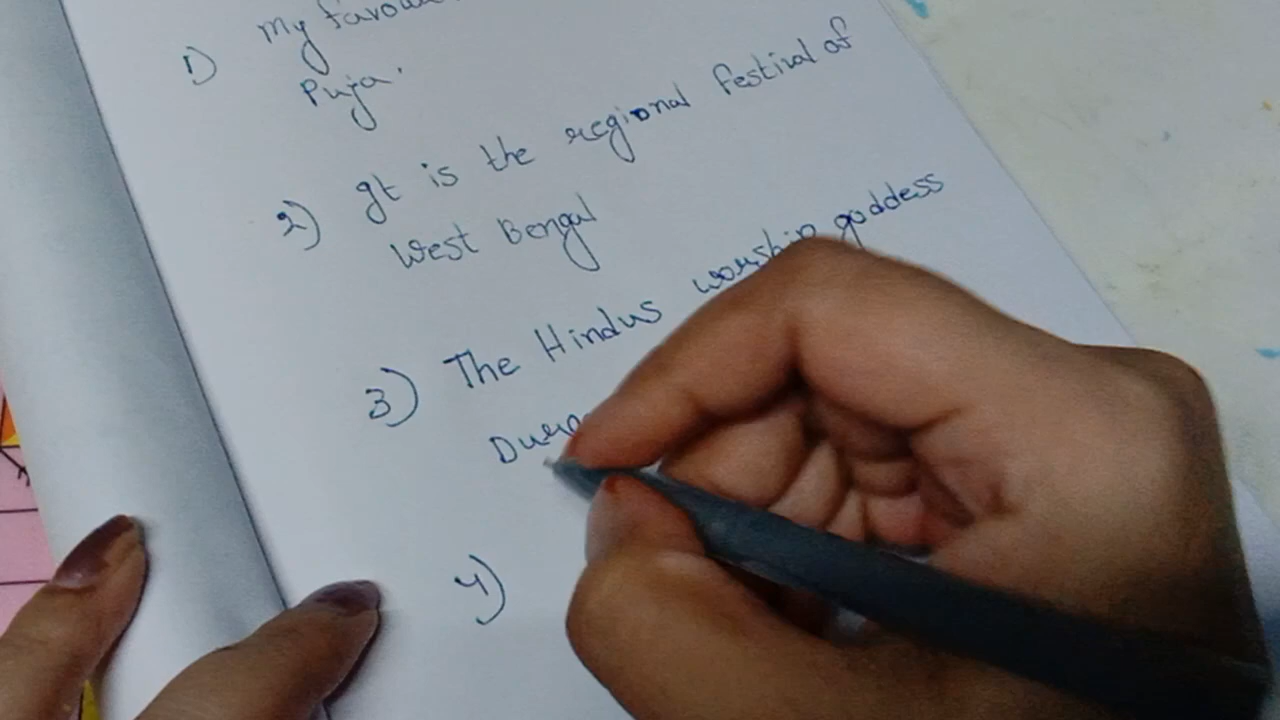 1) My
Puja.
2) It is the regional festival of
West Bengal
3) The Hindus worship goddess
4)